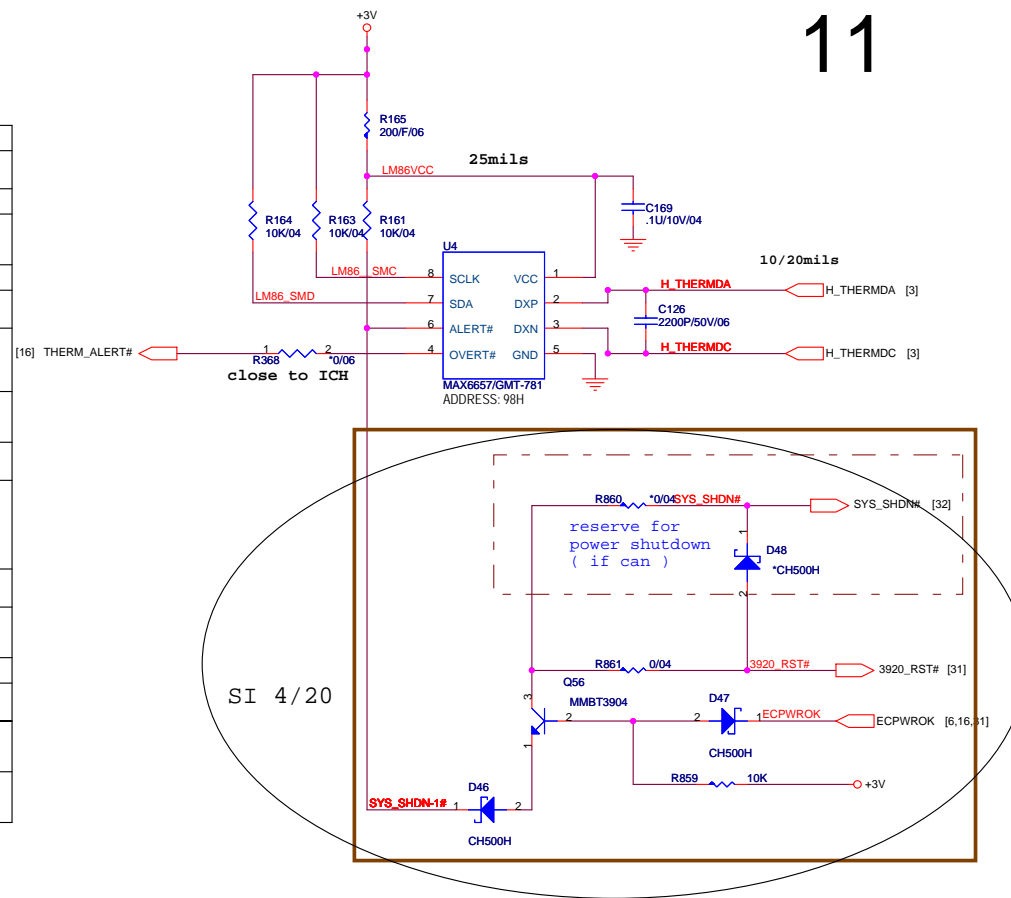 11
+3V
R165
200/F/06
25mils
LM86VCC
C169
.1U/10V/04
R164
10K/04
R163
10K/04
R161
10K/04
U4
10/20mils
LM86_SMC
8
SCLK
VCC
1
H_THERMDA
H_THERMDA [3]
LM86_SMD
7
SDA
DXP
2
C126
2200P/50V/06
6
ALERT#
DXN
3
[16] THERM_ALERT#
1
R368
2
*0/06
4
OVERT#
GND
5
H_THERMDC
H_THERMDC [3]
close to ICH
MAX6657/GMT-781
ADDRESS: 98H
R860
*0/04
SYS_SHDN#
SYS_SHDN# [32]
reserve for
power shutdown
( if can )
1
D48
*CH500H
2
R861
0/04
3920_RST#
3920_RST# [31]
SI 4/20
Q56
MMBT3904
3
2
1
D47
2
1
ECPWROK
ECPWROK [6,16,31]
CH500H
R859
10K
+3V
D46
SYS_SHDN-1#
1
2
CH500H